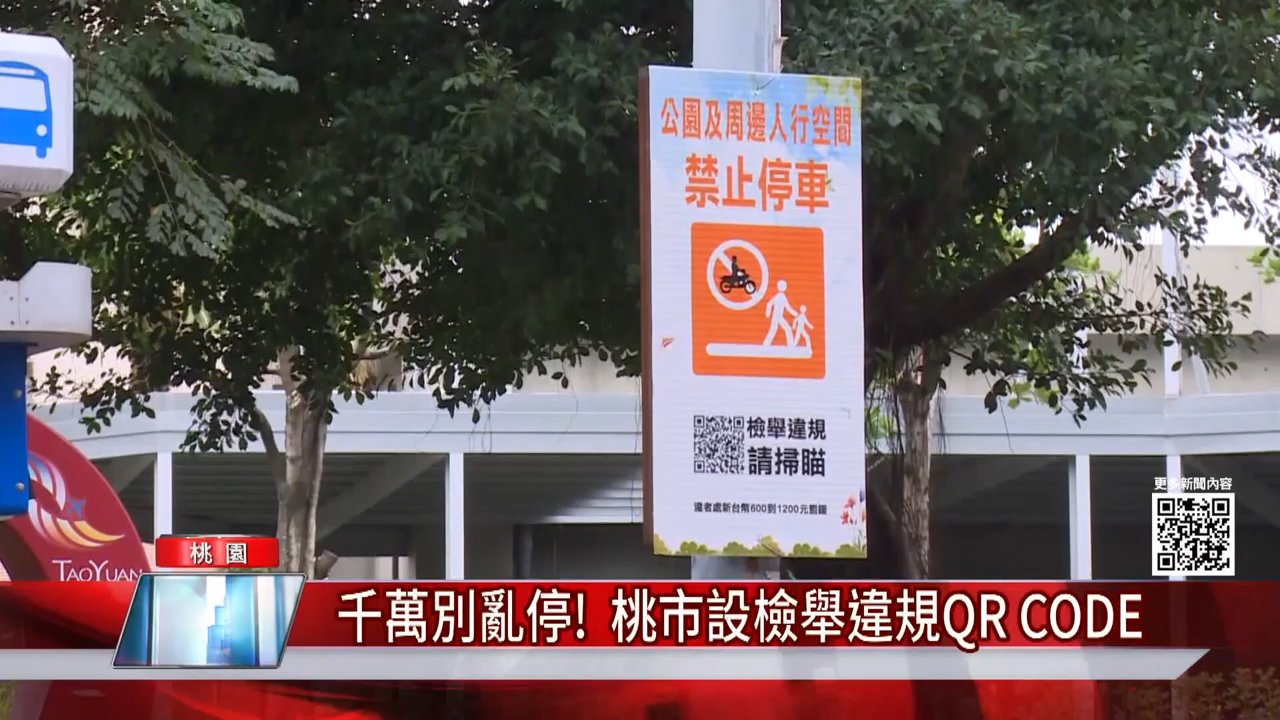 公園及周邊人行空間
禁止停車
檢舉違規
請掃瞄
違者處新台幣600到1200元罰鍰
更多新聞內容
TAOYUAN
桃園
千萬別亂停! 桃市設檢舉違規QR CODE